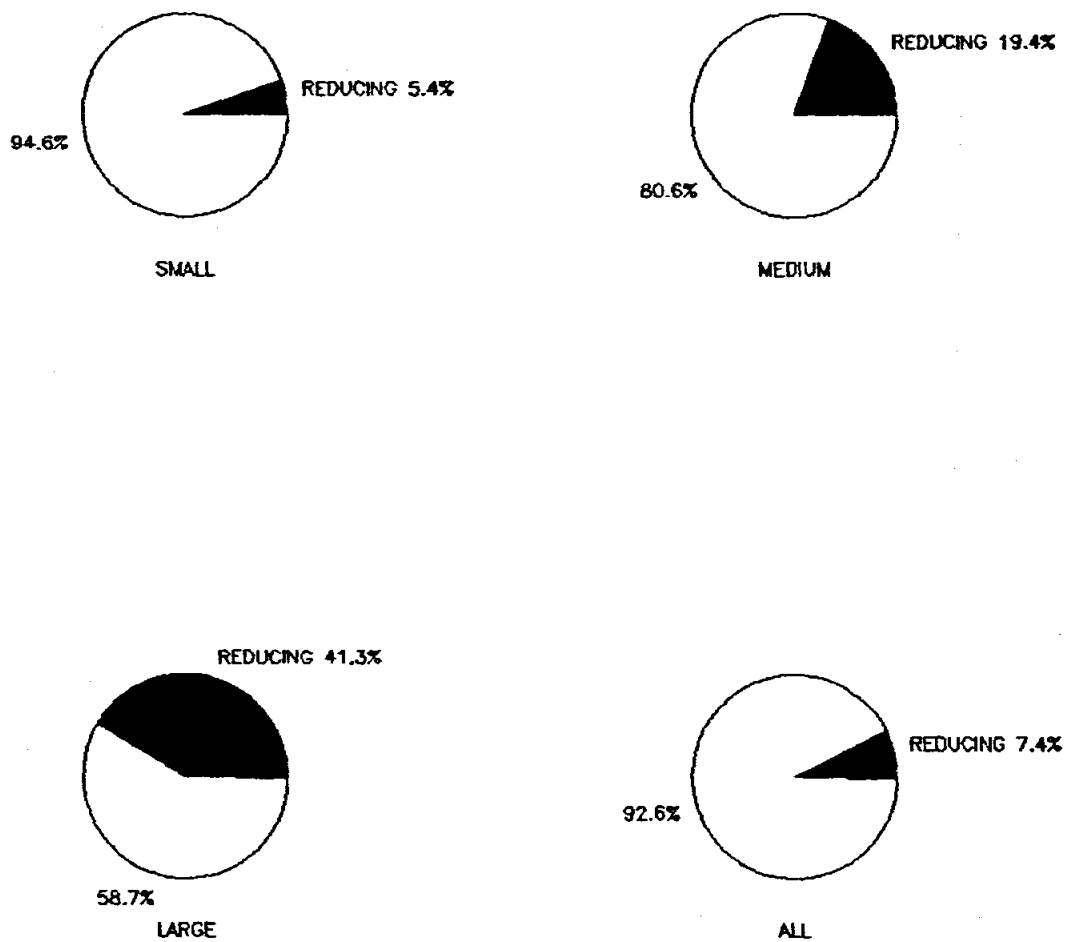 REDUCING 5.4%
94.6%
SMALL
REDUCING 19.4%
80.6%
MEDIUM
REDUCING 41.3%
58.7%
LARGE
REDUCING 7.4%
92.6%
ALL